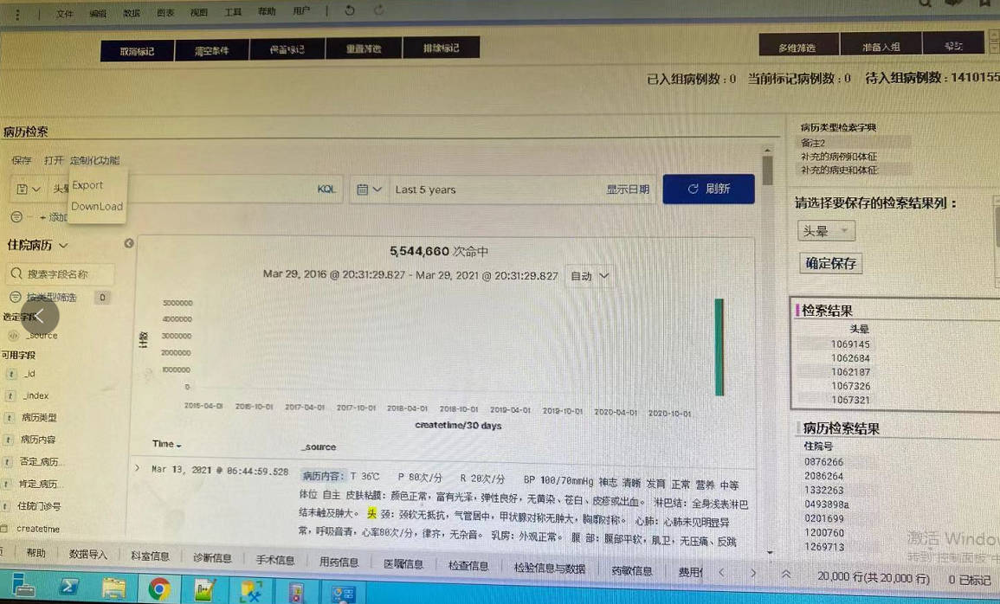 文件 编辑 数据 图表 视图 工具 帮助 用户
取消标记 清空条件 保留标记 重置筛选 排除标记
多维筛选 准备入组 帮助
已入组病例数：0 当前标记病例数：0 待入组病例数：1410155
病历检索
保存 打开 定制化功能
Export
DownLoad
头晕
KQL
Last 5 years
显示日期
刷新
+ 添加
住院病历
搜索字段名称
按类型筛选 0
选定字段
_source
可用字段
t _id
t _index
t 病历类型
t 病历内容
t 否定_病历...
t 肯定_病历...
t 住院门诊号
createtime
5,544,660 次命中
Mar 29, 2016 @ 20:31:29.827 - Mar 29, 2021 @ 20:31:29.827 自动
计数
5000000
4000000
3000000
2000000
1000000
0
2016-04-01 2016-10-01 2017-04-01 2017-10-01 2018-04-01 2018-10-01 2019-04-01 2019-10-01 2020-04-01 2020-10-01
createtime/30 days
Time _source
Mar 13, 2021 @ 06:44:59.528
病历内容： T 36℃ P 80次/分 R 20次/分 BP 100/70mmHg 神志 清晰 发育 正常 营养 中等
体位 自主 皮肤粘膜：颜色正常，富有光泽，弹性良好，无黄染、苍白、皮疹或出血。 淋巴结：全身浅表淋巴
结未触及肿大。 头 颈：颈软无抵抗，气管居中，甲状腺对称无肿大，胸廓对称。 心肺：心肺未见明显异
常，呼吸音清，心率80次/分，律齐，无杂音。 乳房：外观正常。 腹 部：腹部平软，肌卫，无压痛、反跳
病历类型检索字典
备注2
补充的病例和体征
补充的病史和体征
请选择要保存的检索结果列：
头晕
确定保存
检索结果
头晕
1069145
1062684
1062187
1067326
1067321
病历检索结果
住院号
0876266
2086264
1332263
0493898a
0201699
1200760
1269713
激活 Window
转到"控制面板"中
帮助 数据导入 科室信息 诊断信息 手术信息 用药信息 医嘱信息 检查信息 检验信息与数据 药敏信息 费用
20,000 行(共 20,000 行) 0 已标记